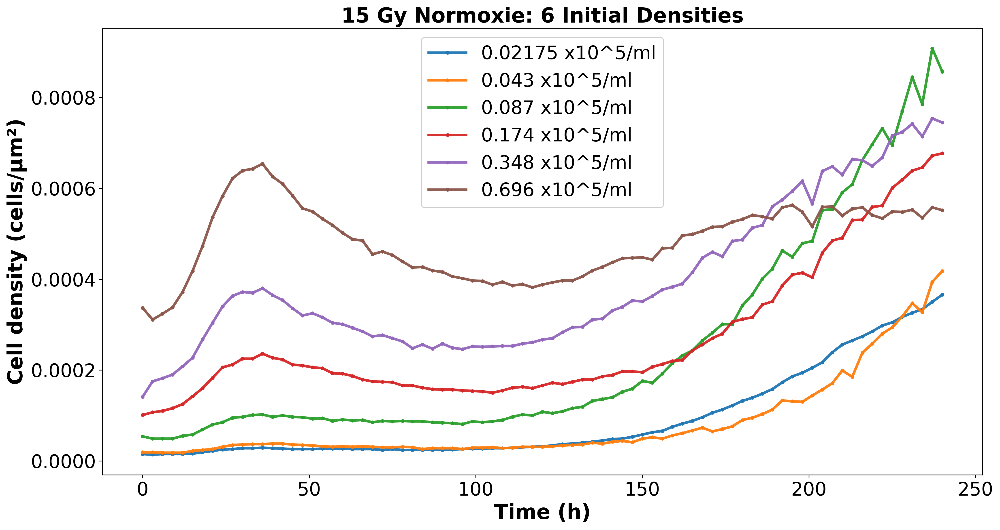 15 Gy Normoxie: 6 Initial Densities
0.02175 x10^5/ml
0.043 x10^5/ml
0.087 x10^5/ml
0.174 x10^5/ml
0.348 x10^5/ml
0.696 x10^5/ml
Cell density (cells/µm²)
0.0008
0.0006
0.0004
0.0002
0.0000
0 50 100 150 200 250
Time (h)